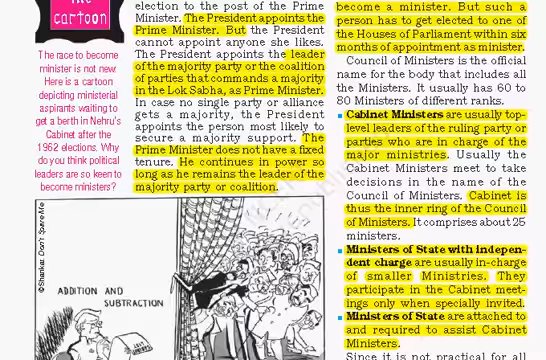 the
cartoon
The race to become
minister is not new.
Here is a cartoon
depicting ministerial
aspirants waiting to
get a berth in Nehru's
Cabinet after the
1962 elections. Why
do you think political
leaders are so keen to
become ministers?
©Shankar. Don't Spare Me
election to the post of the Prime
Minister. The President appoints the
Prime Minister. But the President
cannot appoint anyone she likes.
The President appoints the leader
of the majority party or the coalition
of parties that commands a majority
in the Lok Sabha, as Prime Minister.
In case no single party or alliance
gets a majority, the President
appoints the person most likely to
secure a majority support. The
Prime Minister does not have a fixed
tenure. He continues in power so
long as he remains the leader of the
majority party or coalition.
ADDITION AND
SUBTRACTION
become a minister. But such a
person has to get elected to one of
the Houses of Parliament within six
months of appointment as minister.
Council of Ministers is the official
name for the body that includes all
the Ministers. It usually has 60 to
80 Ministers of different ranks.
Cabinet Ministers are usually top-
level leaders of the ruling party or
parties who are in charge of the
major ministries. Usually the
Cabinet Ministers meet to take
decisions in the name of the
Council of Ministers. Cabinet is
thus the inner ring of the Council
of Ministers. It comprises about 25
ministers.
Ministers of State with indepen-
dent charge are usually in-charge
of smaller Ministries. They
participate in the Cabinet meet-
ings only when specially invited.
Ministers of State are attached to
and required to assist Cabinet
Ministers.
Since it is not practical for all